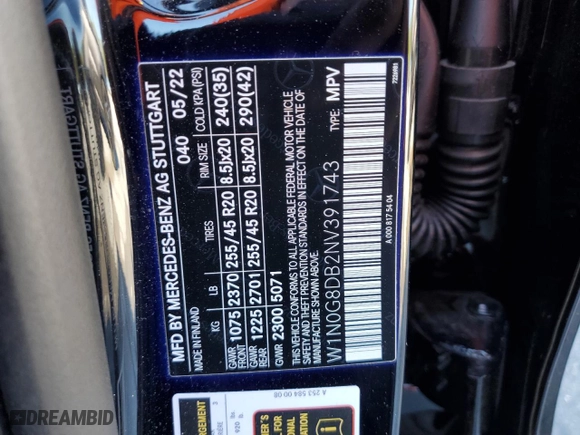 MFD BY MERCEDES-BENZ AG STUTTGART
MADE IN FINLAND 040 05/22
KG LB TIRES RIM SIZE COLD KPA (PSI)
GAWR FRONT 1075 2370 255/45 R20 8.5Jx20 240(35)
GAWR REAR 1225 2701 255/45 R20 8.5Jx20 290(42)
GVWR 2300 5071
THIS VEHICLE CONFORMS TO ALL APPLICABLE FEDERAL MOTOR VEHICLE
SAFETY AND THEFT PREVENTION STANDARDS IN EFFECT ON THE DATE OF
MANUFACTURE SHOWN ABOVE.
W1N0G8DB2NV391743 TYPE: MPV
A 000 817 54 04
A 253 584 00 08
DREAMBID